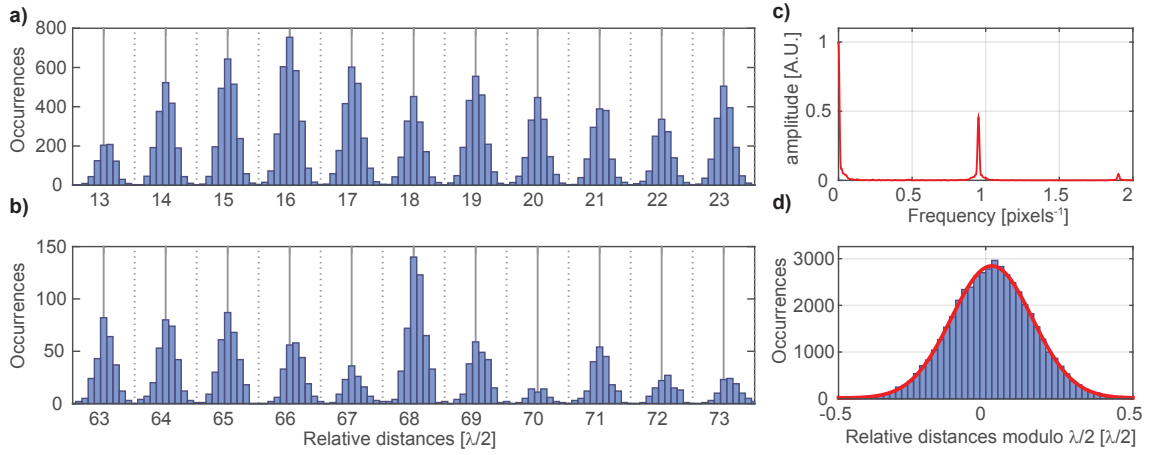 a)
800
600
400
200
0
Occurrences
13 14 15 16 17 18 19 20 21 22 23
b)
150
100
50
0
Occurrences
63 64 65 66 67 68 69 70 71 72 73
Relative distances [λ/2]
c)
1
0.5
0
amplitude [A.U.]
0 0.5 1 1.5 2
Frequency [pixels⁻¹]
d)
3000
2000
1000
0
Occurrences
-0.5 0 0.5
Relative distances modulo λ/2 [λ/2]